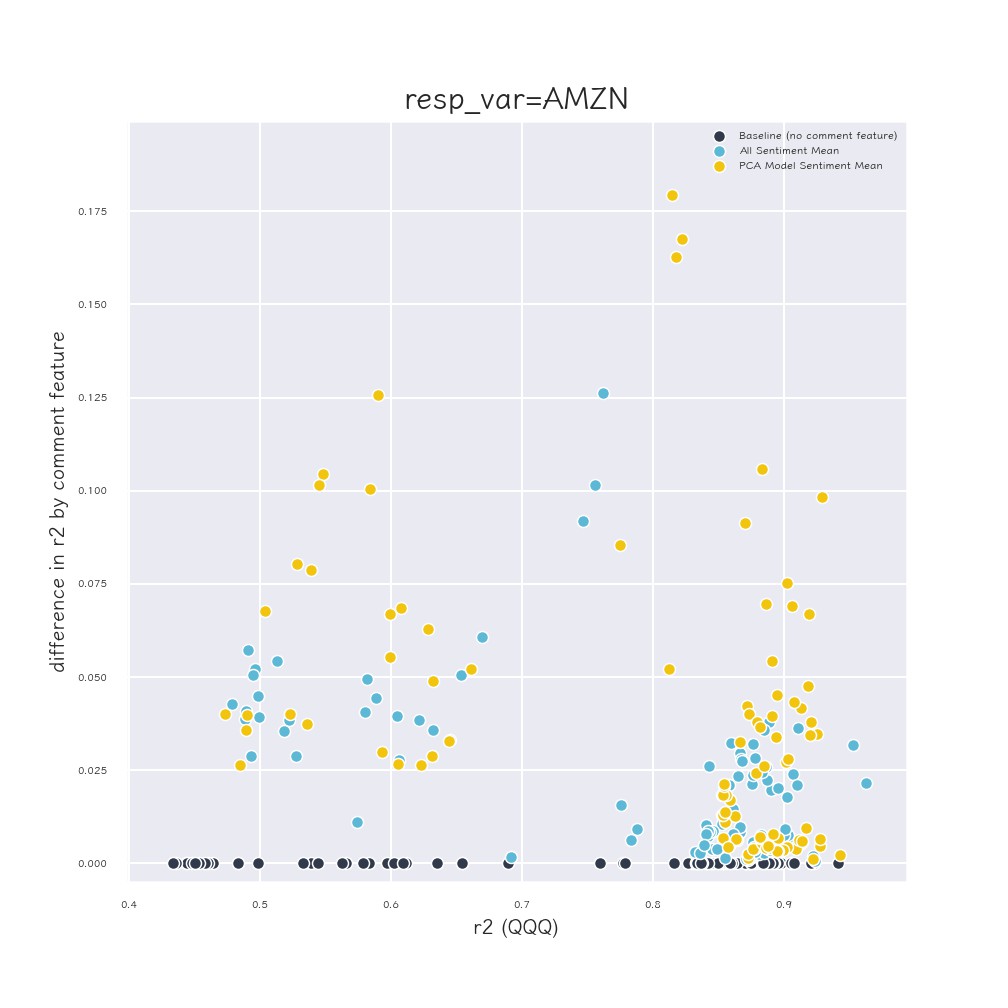 resp_var=AMZN
Baseline (no comment feature)
All Sentiment Mean
PCA Model Sentiment Mean
difference in r2 by comment feature
0.175
0.150
0.125
0.100
0.075
0.050
0.025
0.000
0.4 0.5 0.6 0.7 0.8 0.9
r2 (QQQ)